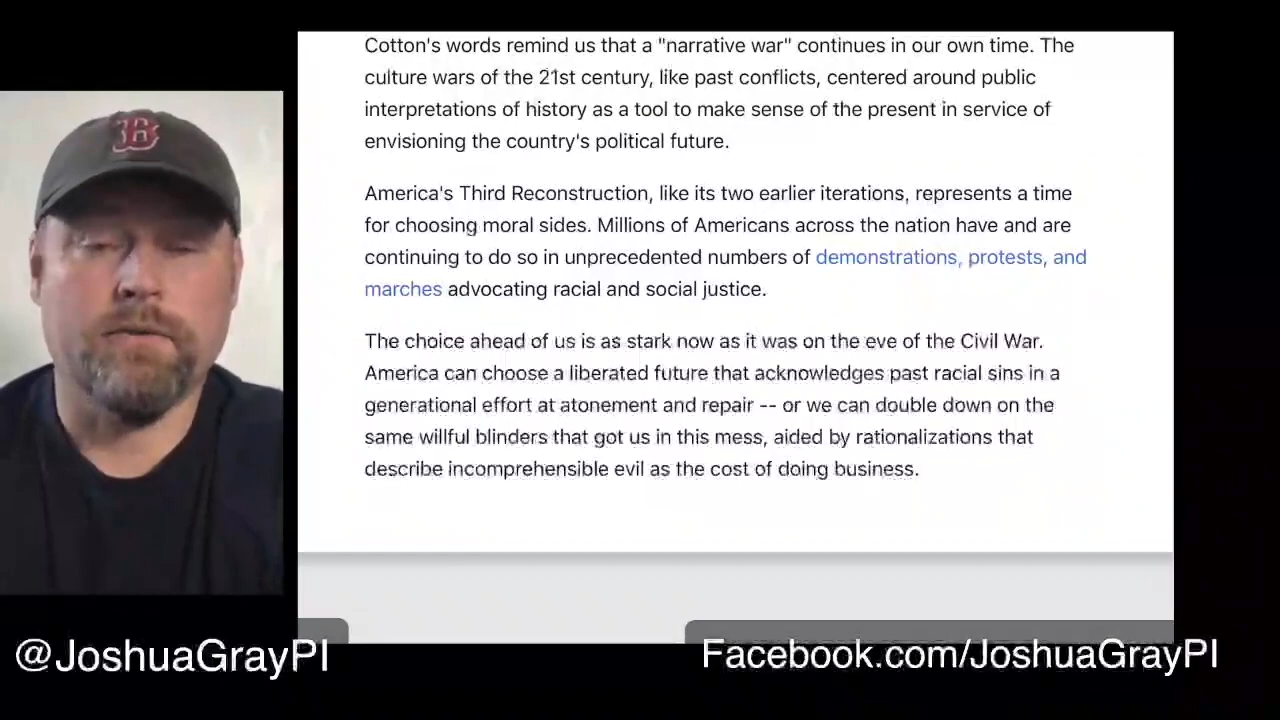 Cotton's words remind us that a "narrative war" continues in our own time. The
culture wars of the 21st century, like past conflicts, centered around public
interpretations of history as a tool to make sense of the present in service of
envisioning the country's political future.
America's Third Reconstruction, like its two earlier iterations, represents a time
for choosing moral sides. Millions of Americans across the nation have and are
continuing to do so in unprecedented numbers of demonstrations, protests, and
marches advocating racial and social justice.
The choice ahead of us is as stark now as it was on the eve of the Civil War.
America can choose a liberated future that acknowledges past racial sins in a
generational effort at atonement and repair -- or we can double down on the
same willful blinders that got us in this mess, aided by rationalizations that
describe incomprehensible evil as the cost of doing business.
B
@JoshuaGrayPI
Facebook.com/JoshuaGrayPI